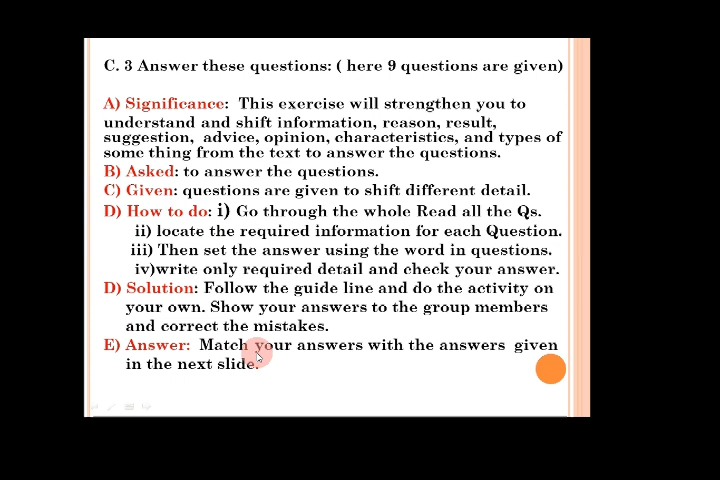 C. 3 Answer these questions: ( here 9 questions are given)
A) Significance:  This exercise will strengthen you to
understand and shift information, reason, result,
suggestion,  advice, opinion, characteristics, and types of
some thing from the text to answer the questions.
B) Asked: to answer the questions.
C) Given: questions are given to shift different detail.
D) How to do: i) Go through the whole Read all the Qs.
ii) locate the required information for each Question.
iii) Then set the answer using the word in questions.
iv)write only required detail and check your answer.
D) Solution: Follow the guide line and do the activity on
your own. Show your answers to the group members
and correct the mistakes.
E) Answer:  Match your answers with the answers  given
in the next slide.